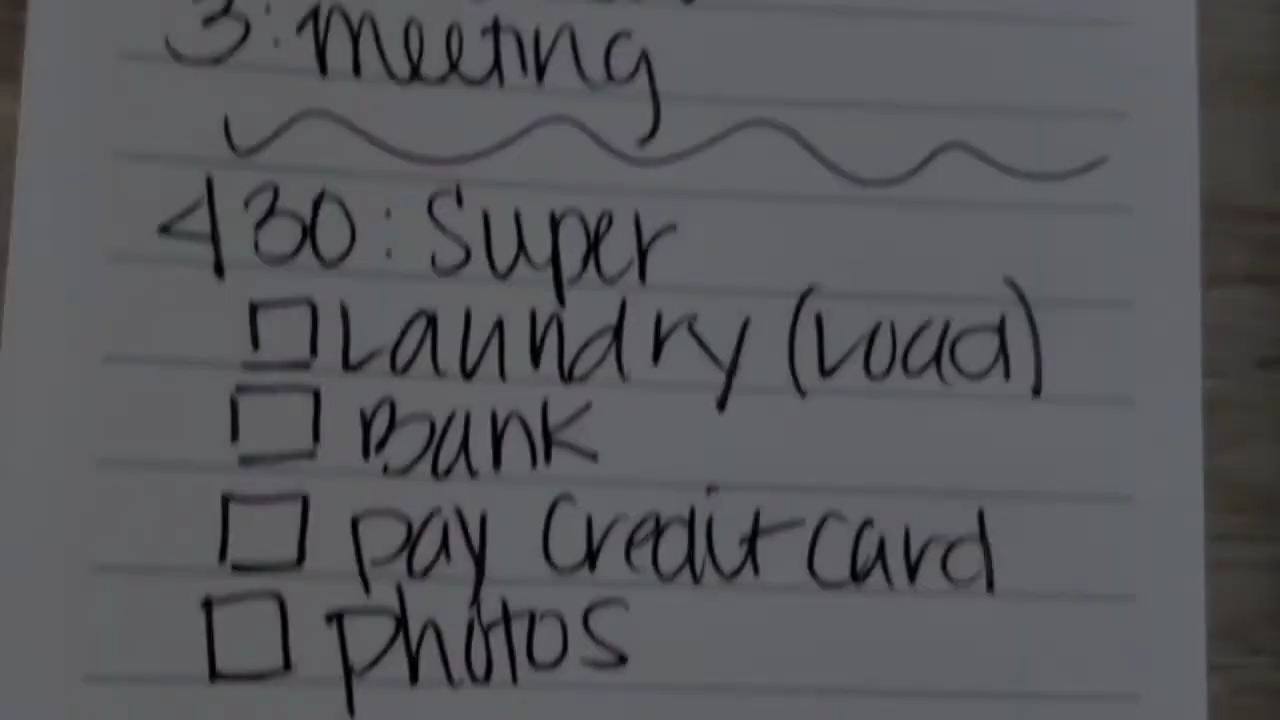 3: meeting
430: Super
Laundry (Load)
Bank
pay Credit card
photos